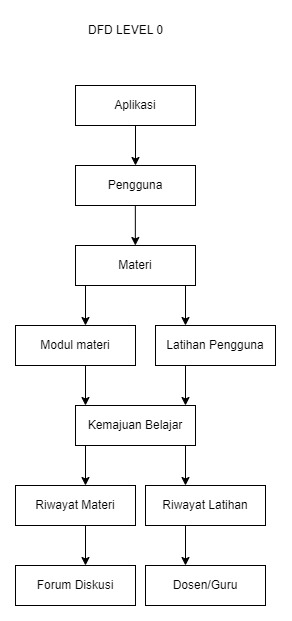 DFD LEVEL 0
Aplikasi
Pengguna
Materi
Modul materi
Latihan Pengguna
Kemajuan Belajar
Riwayat Materi
Riwayat Latihan
Forum Diskusi
Dosen/Guru